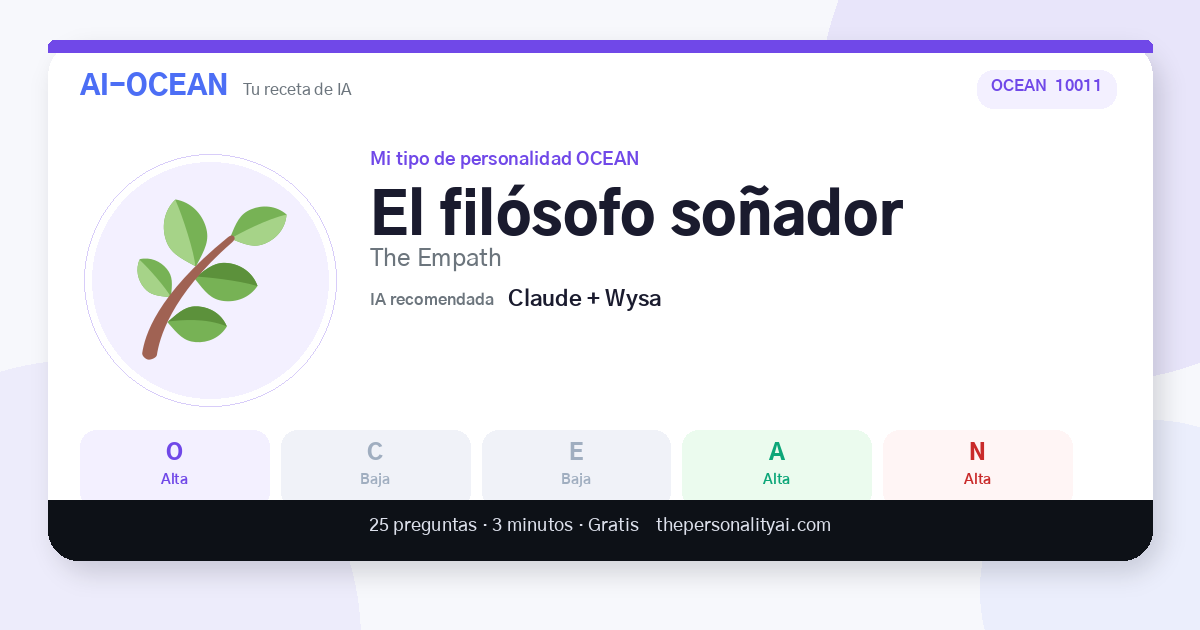 AI-OCEAN Tu receta de IA
OCEAN 10011
Mi tipo de personalidad OCEAN
El filósofo soñador
The Empath
IA recomendada Claude + Wysa
O C E A N
Alta Baja Baja Alta Alta
25 preguntas · 3 minutos · Gratis thepersonalityai.com